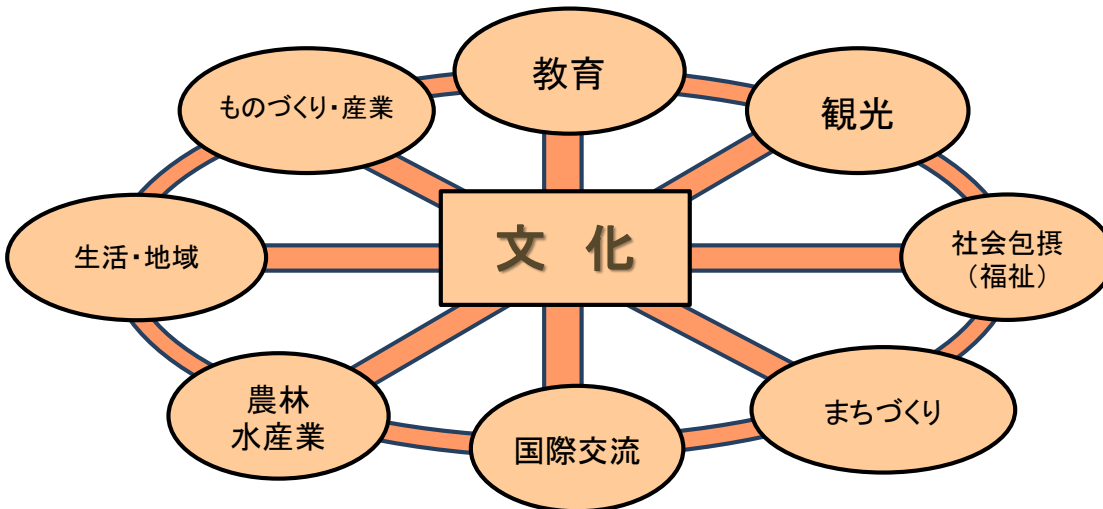 教育
ものづくり・産業
観光
文　化
生活・地域
社会包摂
（福祉）
農林
水産業
国際交流
まちづくり